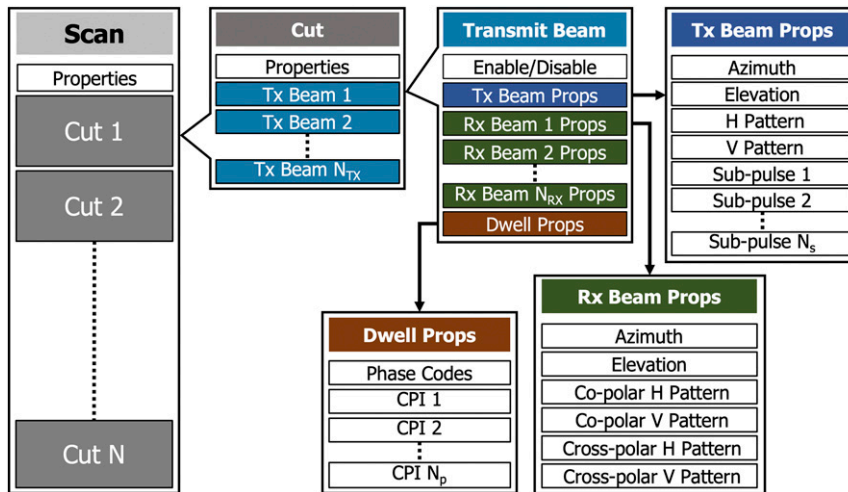 Scan
Properties
Cut 1
Cut 2
Cut N
Cut
Properties
Tx Beam 1
Tx Beam 2
Tx Beam N_TX
Transmit Beam
Enable/Disable
Tx Beam Props
Rx Beam 1 Props
Rx Beam 2 Props
Rx Beam N_RX Props
Dwell Props
Tx Beam Props
Azimuth
Elevation
H Pattern
V Pattern
Sub-pulse 1
Sub-pulse 2
Sub-pulse N_s
Dwell Props
Phase Codes
CPI 1
CPI 2
CPI N_p
Rx Beam Props
Azimuth
Elevation
Co-polar H Pattern
Co-polar V Pattern
Cross-polar H Pattern
Cross-polar V Pattern